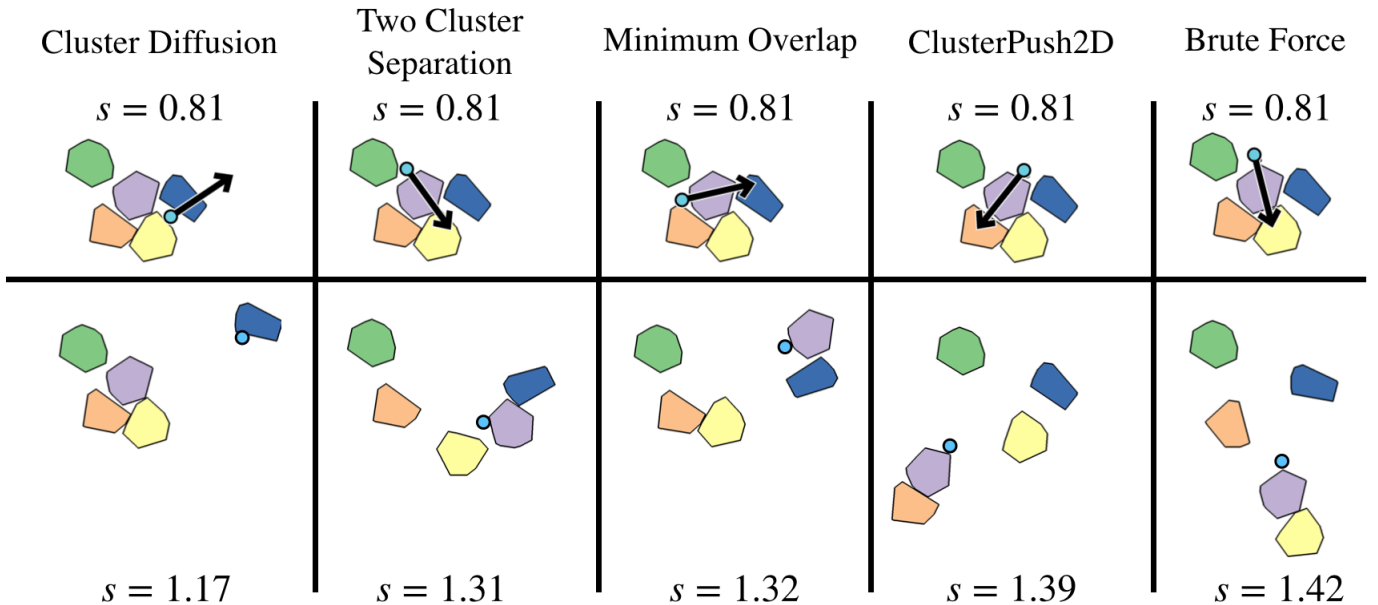 Cluster Diffusion
Two Cluster
Separation
Minimum Overlap
ClusterPush2D
Brute Force
s = 0.81
s = 0.81
s = 0.81
s = 0.81
s = 0.81
s = 1.17
s = 1.31
s = 1.32
s = 1.39
s = 1.42